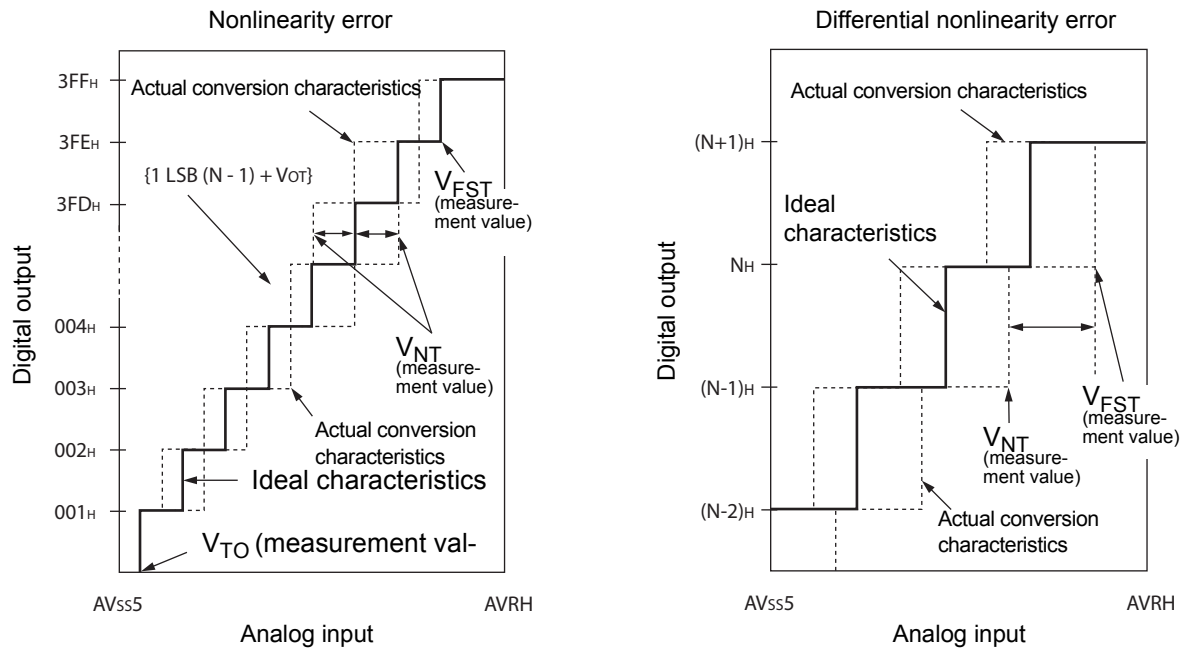 Nonlinearity error
3FFH
Actual conversion characteristics
3FEH
{1 LSB (N - 1) + VOT}
VFST
(measure-
ment value)
3FDH
Digital output
004H
VNT
(measure-
ment value)
003H
Actual conversion
characteristics
002H
Ideal characteristics
001H
VTO (measurement val-
AVss5
AVRH
Analog input
Differential nonlinearity error
Actual conversion characteristics
(N+1)H
Ideal
characteristics
NH
Digital output
(N-1)H
VFST
(measure-
ment value)
VNT
(measure-
ment value)
(N-2)H
Actual conversion
characteristics
AVss5
AVRH
Analog input